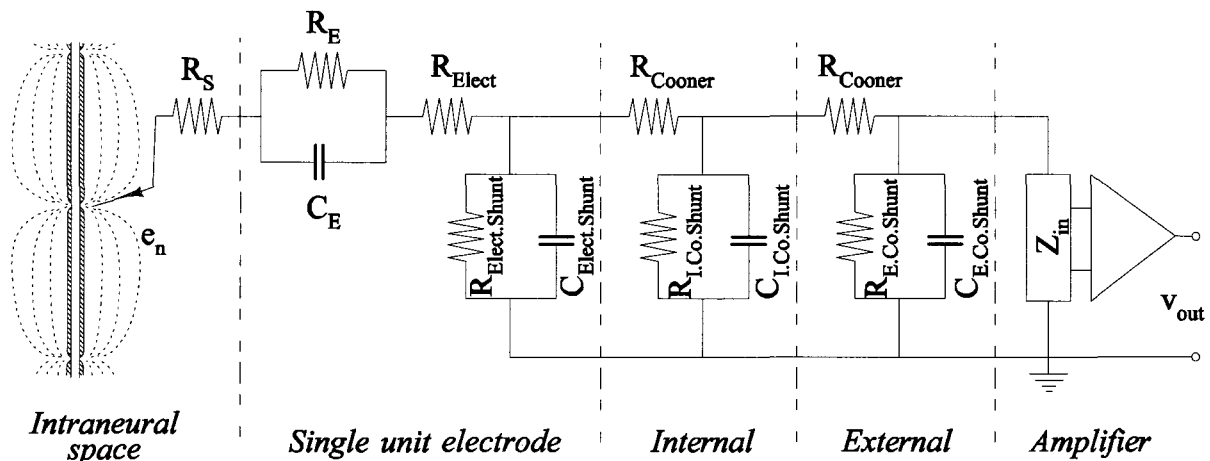 R_S
R_E
C_E
R_Elect
R_Cooner
R_Cooner
e_n
R_Elect.Shunt
C_Elect.Shunt
R_I.Co.Shunt
C_I.Co.Shunt
R_E.Co.Shunt
C_E.Co.Shunt
Z_in
v_out
Intraneural
space
Single unit electrode
Internal
External
Amplifier